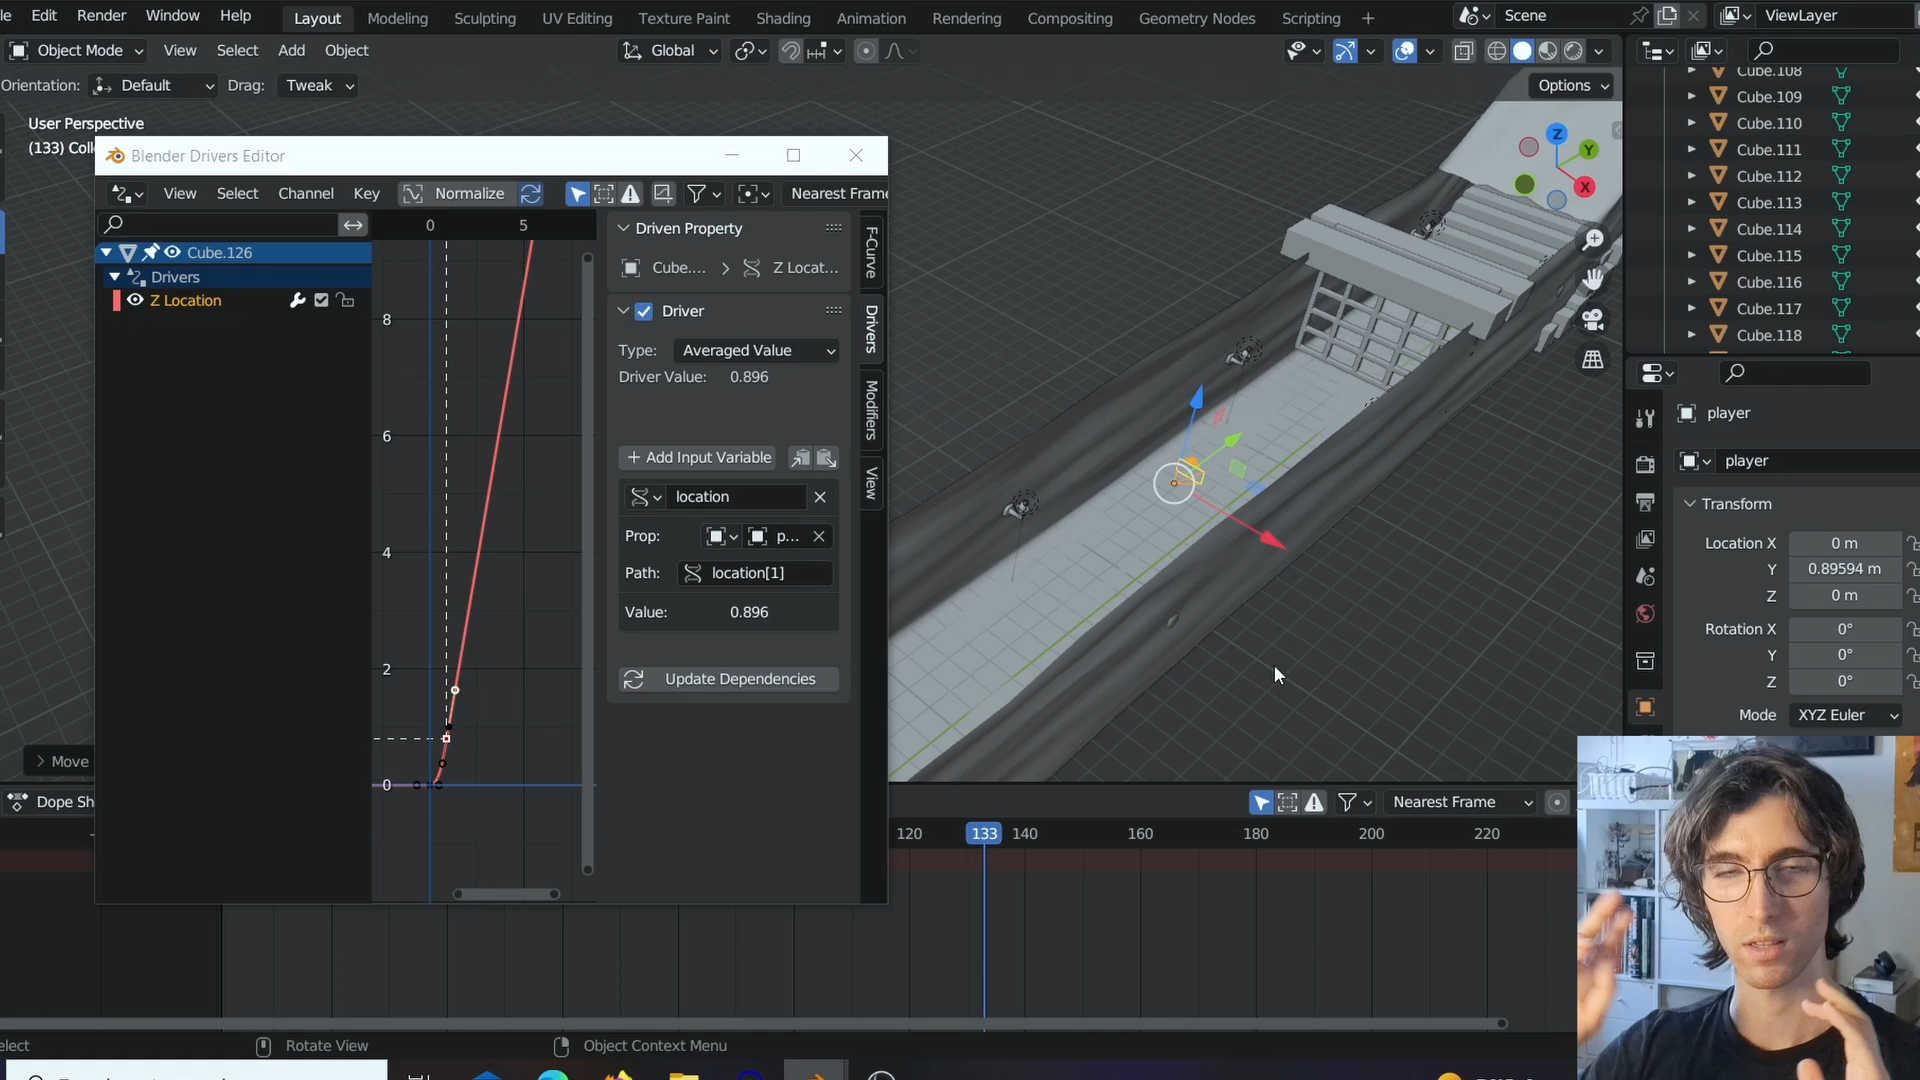 Edit Render Window Help Layout Modeling Sculpting UV Editing Texture Paint Shading Animation Rendering Compositing Geometry Nodes Scripting + Scene ViewLayer
Object Mode View Select Add Object Global
Orientation: Default Drag: Tweak Options
User Perspective
(133)
Blender Drivers Editor
View Select Channel Key Normalize Nearest Frame
0 5
Cube.126
Drivers
Z Location
8
6
4
2
0
Driven Property
Cube.... > Z Locat...
Driver
Type: Averaged Value
Driver Value: 0.896
+ Add Input Variable
location
Prop: p...
Path: location[1]
Value: 0.896
Update Dependencies
F-Curve
Drivers
Modifiers
View
Z
Y
X
Cube.108
Cube.109
Cube.110
Cube.111
Cube.112
Cube.113
Cube.114
Cube.115
Cube.116
Cube.117
Cube.118
player
player
Transform
Location X 0 m
Y 0.89594 m
Z 0 m
Rotation X 0°
Y 0°
Z 0°
Mode XYZ Euler
> Move
Dope Sh
Nearest Frame
120 133 140 160 180 200 220
elect Rotate View Object Context Menu